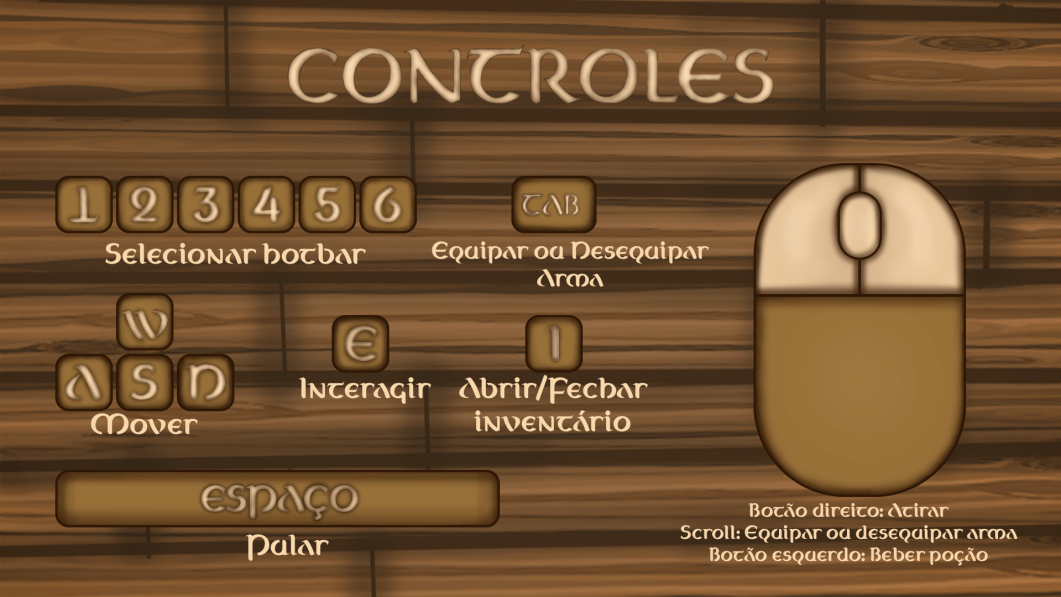 CONTROLES
1 2 3 4 5 6
TAB
Selecionar hotbar
Equipar ou Desequipar
Arma
W
A S D
E
I
Mover
Interagir
Abrir/Fechar
inventário
ESPAÇO
Pular
Botão direito: Atirar
Scroll: Equipar ou desequipar arma
Botão esquerdo: Beber poção